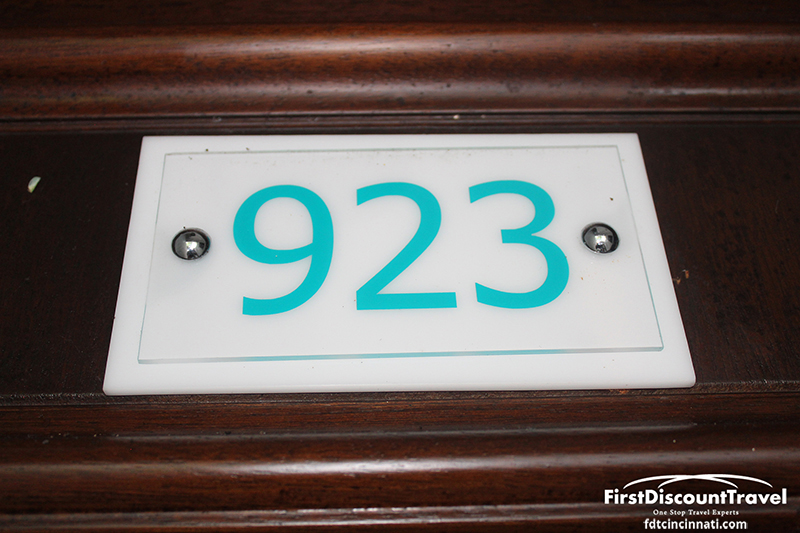 923
FirstDiscountTravel
One Stop Travel Experts
fdtcincinnati.com